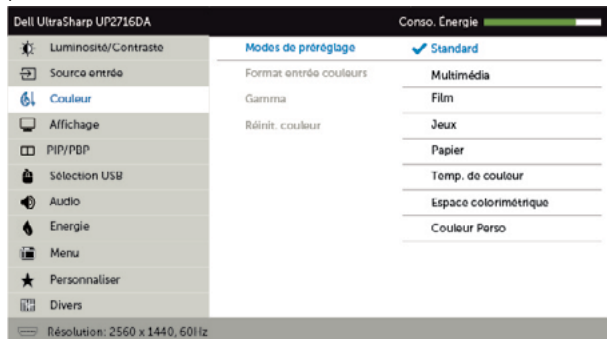 Dell UltraSharp UP2716DA
Conso. Énergie
Luminosité/Contraste
Source entrée
Couleur
Affichage
PIP/PBP
Sélection USB
Audio
Energie
Menu
Personnaliser
Divers
Modes de préréglage
Format entrée couleurs
Gamma
Réinit. couleur
Standard
Multimédia
Film
Jeux
Papier
Temp. de couleur
Espace colorimétrique
Couleur Perso
Résolution: 2560 x 1440, 60Hz